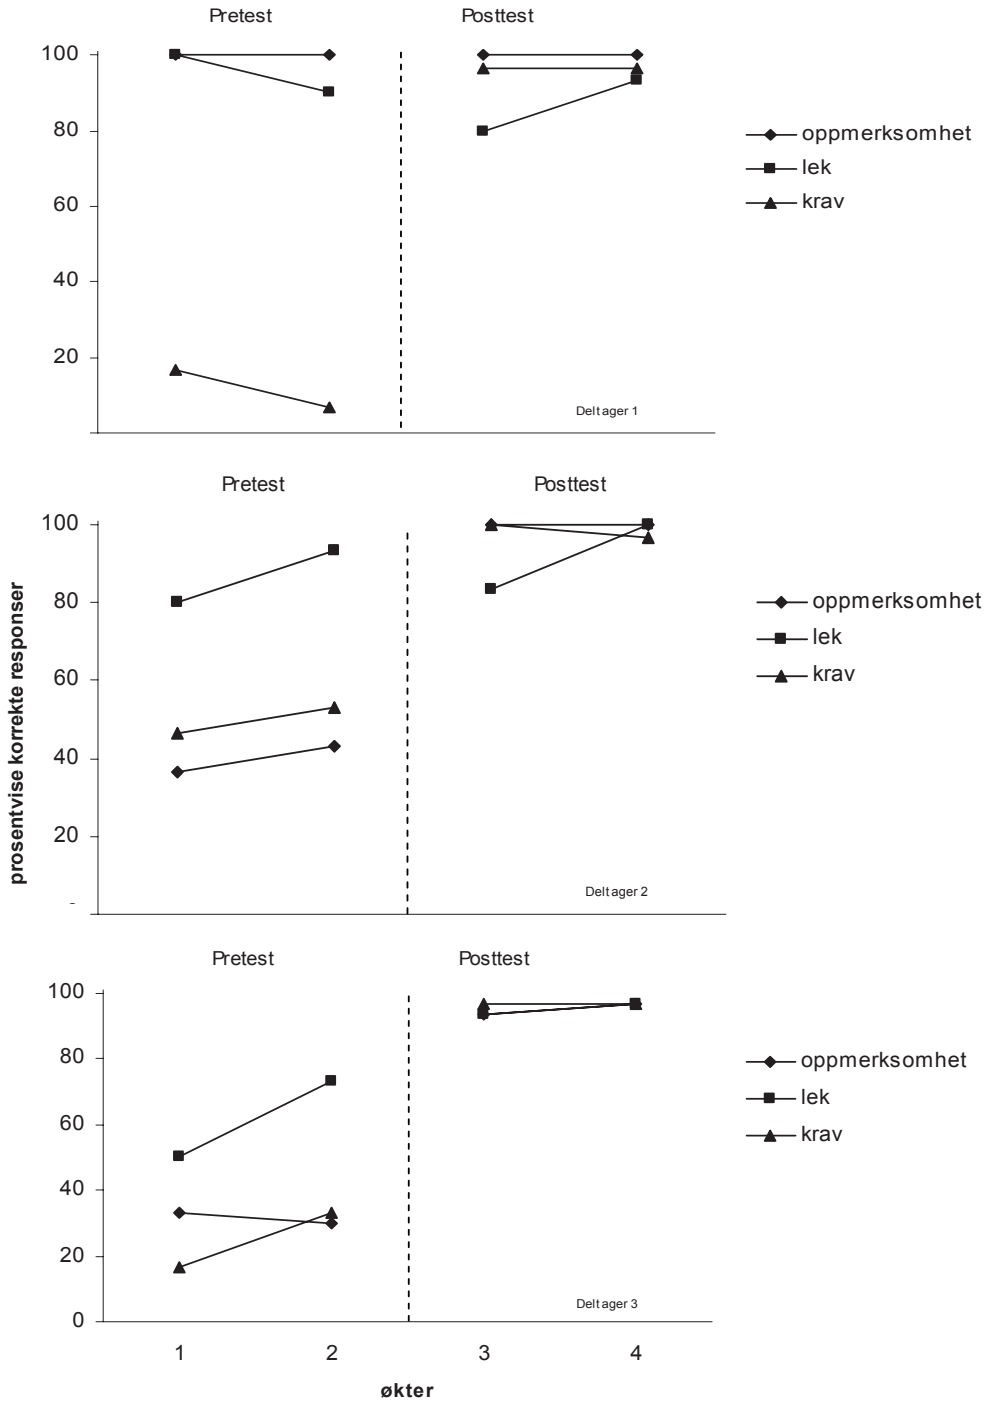 Pretest Posttest
100
80
60
40
20
oppmerksomhet
lek
krav
Deltager 1
Pretest Posttest
100
80
60
40
20
-
oppmerksomhet
lek
krav
Deltager 2
prosentvise korrekte responser
Pretest Posttest
100
80
60
40
20
0
oppmerksomhet
lek
krav
Deltager 3
1 2 3 4
økter